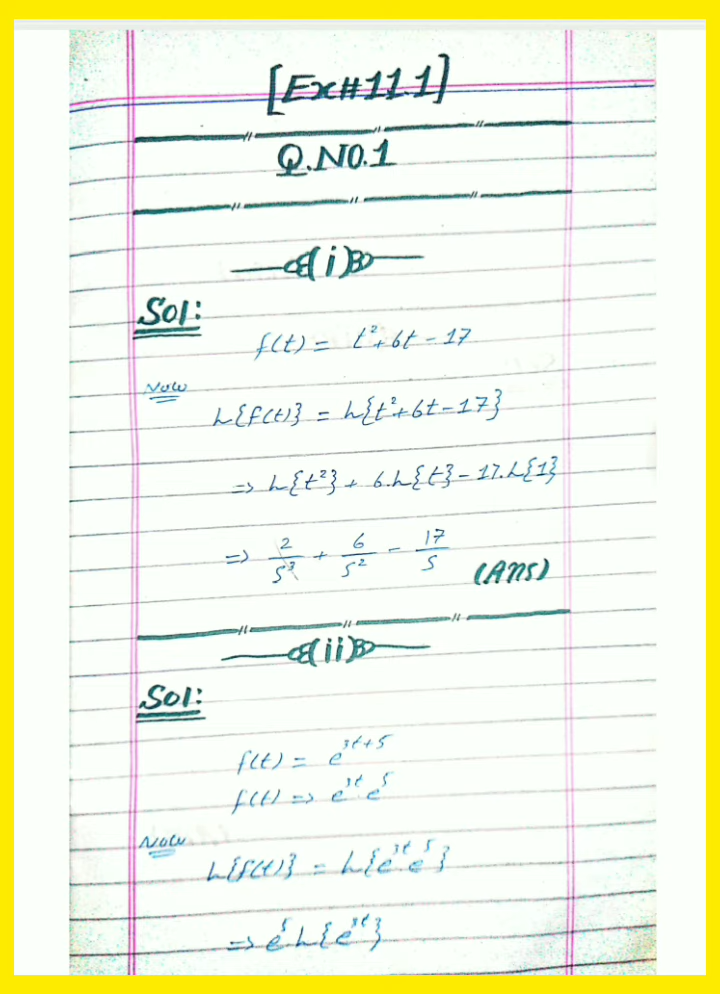 [Ex#11.1]
Q.NO.1
(i)
Sol:
f(t) = t²+6t-17
Now
L{f(t)} = L{t²+6t-17}
=> L{t²} + 6.L{t} - 17.L{1}
=> 2/s³ + 6/s² - 17/s
(Ans)
(ii)
Sol:
f(t) = e^{3t+5}
f(t) => e^{3t}.e^5
Now
L{f(t)} = L{e^{3t}.e^5}
=> e^5 L{e^{3t}}